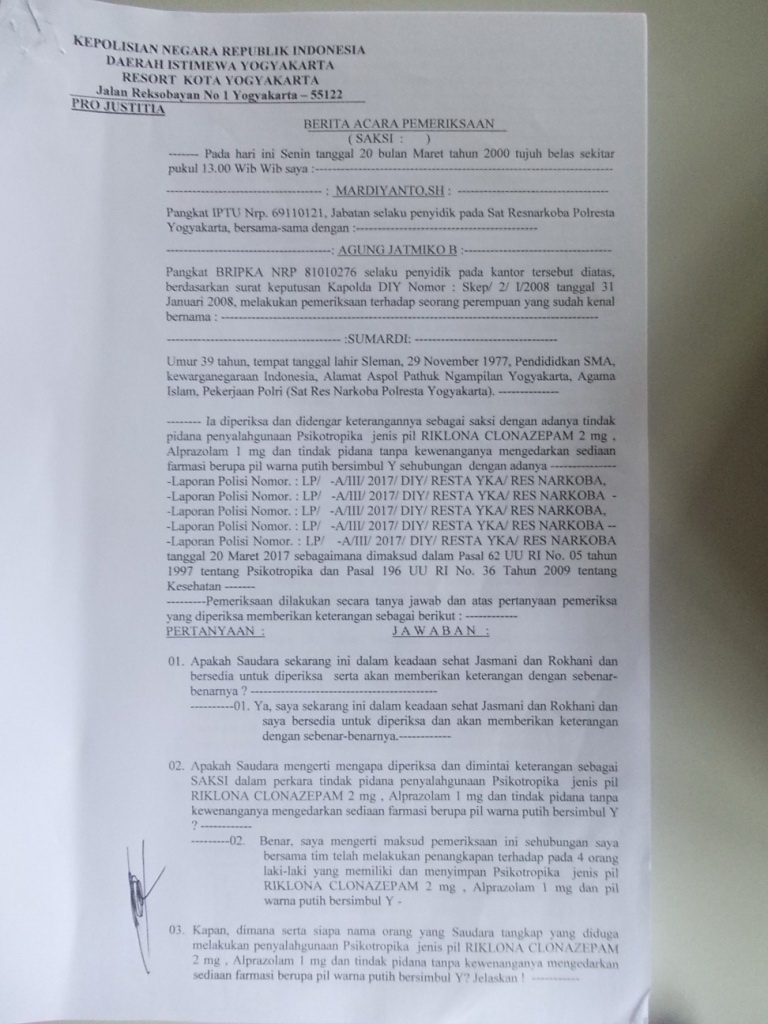 KEPOLISIAN NEGARA REPUBLIK INDONESIA
DAERAH ISTIMEWA YOGYAKARTA
RESORT KOTA YOGYAKARTA
Jalan Reksobayan No 1 Yogyakarta – 55122
PRO JUSTITIA
BERITA ACARA PEMERIKSAAN
( SAKSI : )
------- Pada hari ini Senin tanggal 20 bulan Maret tahun 2000 tujuh belas sekitar
pukul 13.00 Wib Wib saya :------------------------------------------------------------------
----------------------------------- : MARDIYANTO,SH : ----------------------------------
Pangkat IPTU Nrp. 69110121, Jabatan selaku penyidik pada Sat Resnarkoba Polresta
Yogyakarta, bersama-sama dengan :----------------------------------------
------------------------------------: AGUNG JATMIKO B :---------------------------------
Pangkat BRIPKA NRP 81010276 selaku penyidik pada kantor tersebut diatas,
berdasarkan surat keputusan Kapolda DIY Nomor : Skep/ 2/ I/2008 tanggal 31
Januari 2008, melakukan pemeriksaan terhadap seorang perempuan yang sudah kenal
bernama : -----------------------------------------------------------------------------------
--------------------------------------- :SUMARDI: --------------------------------
Umur 39 tahun, tempat tanggal lahir Sleman, 29 November 1977, Pendididkan SMA,
kewarganegaraan Indonesia, Alamat Aspol Pathuk Ngampilan Yogyakarta, Agama
Islam, Pekerjaan Polri (Sat Res Narkoba Polresta Yogyakarta). --------------
-------- Ia diperiksa dan didengar keterangannya sebagai saksi dengan adanya tindak
pidana penyalahgunaan Psikotropika jenis pil RIKLONA CLONAZEPAM 2 mg ,
Alprazolam 1 mg dan tindak pidana tanpa kewenanganya mengedarkan sediaan
farmasi berupa pil warna putih bersimbul Y sehubungan dengan adanya ---------------
-Laporan Polisi Nomor. : LP/ -A/III/ 2017/ DIY/ RESTA YKA/ RES NARKOBA,
-Laporan Polisi Nomor. : LP/ -A/III/ 2017/ DIY/ RESTA YKA/ RES NARKOBA -
-Laporan Polisi Nomor. : LP/ -A/III/ 2017/ DIY/ RESTA YKA/ RES NARKOBA,
-Laporan Polisi Nomor. : LP/ -A/III/ 2017/ DIY/ RESTA YKA/ RES NARKOBA --
-Laporan Polisi Nomor. : LP/ -A/III/ 2017/ DIY/ RESTA YKA/ RES NARKOBA
tanggal 20 Maret 2017 sebagaimana dimaksud dalam Pasal 62 UU RI No. 05 tahun
1997 tentang Psikotropika dan Pasal 196 UU RI No. 36 Tahun 2009 tentang
Kesehatan -------
---------Pemeriksaan dilakukan secara tanya jawab dan atas pertanyaan pemeriksa
yang diperiksa memberikan keterangan sebagai berikut : ------------
PERTANYAAN : J A W A B A N :
01. Apakah Saudara sekarang ini dalam keadaan sehat Jasmani dan Rokhani dan
bersedia untuk diperiksa serta akan memberikan keterangan dengan sebenar-
benarnya ? -----------------------------------------
----------01. Ya, saya sekarang ini dalam keadaan sehat Jasmani dan Rokhani dan
saya bersedia untuk diperiksa dan akan memberikan keterangan
dengan sebenar-benarnya.------------
02. Apakah Saudara mengerti mengapa diperiksa dan dimintai keterangan sebagai
SAKSI dalam perkara tindak pidana penyalahgunaan Psikotropika jenis pil
RIKLONA CLONAZEPAM 2 mg , Alprazolam 1 mg dan tindak pidana tanpa
kewenanganya mengedarkan sediaan farmasi berupa pil warna putih bersimbul Y
? ------------
---------02. Benar, saya mengerti maksud pemeriksaan ini sehubungan saya
bersama tim telah melakukan penangkapan terhadap pada 4 orang
laki-laki yang memiliki dan menyimpan Psikotropika jenis pil
RIKLONA CLONAZEPAM 2 mg , Alprazolam 1 mg dan pil
warna putih bersimbul Y -
03. Kapan, dimana serta siapa nama orang yang Saudara tangkap yang diduga
melakukan penyalahgunaan Psikotropika jenis pil RIKLONA CLONAZEPAM
2 mg , Alprazolam 1 mg dan tindak pidana tanpa kewenanganya mengedarkan
sediaan farmasi berupa pil warna putih bersimbul Y? Jelaskan ! -----------